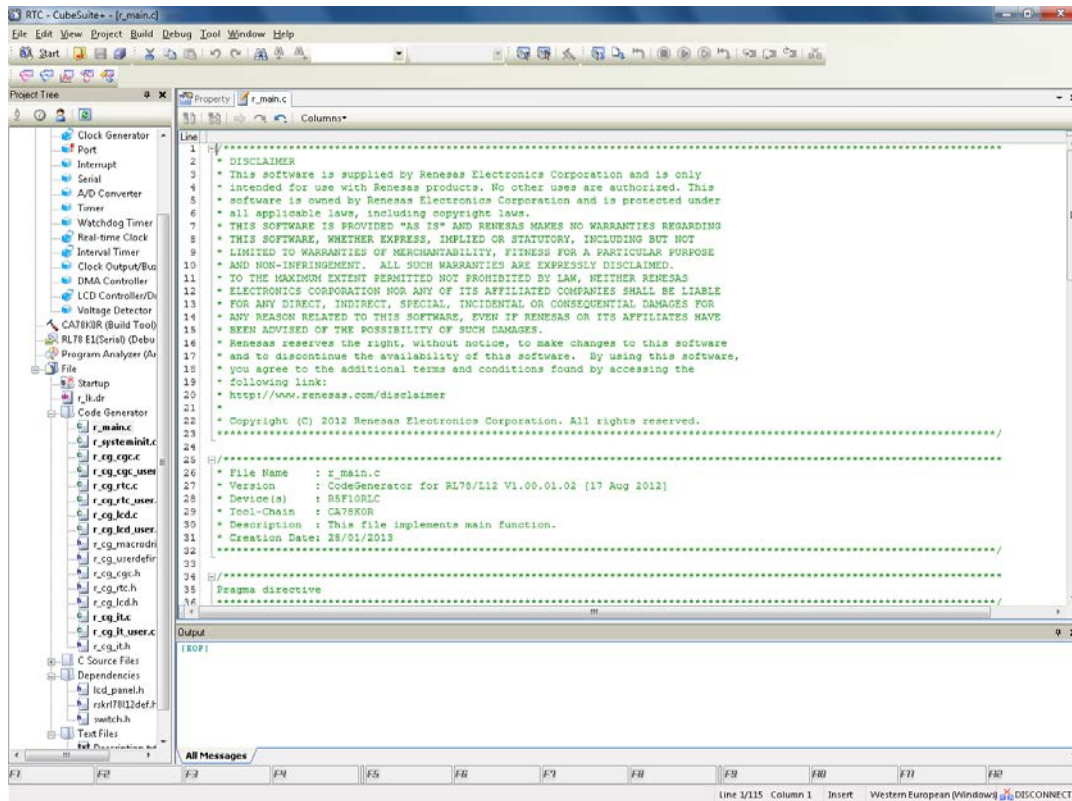 RTC - CubeSuite+ - [r_main.c]
File Edit View Project Build Debug Tool Window Help
Start
Project Tree
Property r_main.c
Columns
Clock Generator
Port
Interrupt
Serial
A/D Converter
Timer
Watchdog Timer
Real-time Clock
Interval Timer
Clock Output/Bu
DMA Controller
LCD Controller/D
Voltage Detector
CA78K0R (Build Tool)
RL78 E1(Serial) (Debu
Program Analyzer (A
File
Startup
r_lk.dr
Code Generator
r_main.c
r_systeminit.c
r_cg_cgc.c
r_cg_cgc_user
r_cg_rtc.c
r_cg_rtc_user.
r_cg_lcd.c
r_cg_lcd_user.
r_cg_macrodri
r_cg_userdefir
r_cg_cgc.h
r_cg_rtc.h
r_cg_lcd.h
r_cg_it.c
r_cg_it_user.c
r_cg_it.h
C Source Files
Dependencies
lcd_panel.h
rskrl78l12def.h
switch.h
Text Files
Line
1 /***************************************************************************************
2 * DISCLAIMER
3 * This software is supplied by Renesas Electronics Corporation and is only
4 * intended for use with Renesas products. No other uses are authorized. This
5 * software is owned by Renesas Electronics Corporation and is protected under
6 * all applicable laws, including copyright laws.
7 * THIS SOFTWARE IS PROVIDED "AS IS" AND RENESAS MAKES NO WARRANTIES REGARDING
8 * THIS SOFTWARE, WHETHER EXPRESS, IMPLIED OR STATUTORY, INCLUDING BUT NOT
9 * LIMITED TO WARRANTIES OF MERCHANTABILITY, FITNESS FOR A PARTICULAR PURPOSE
10 * AND NON-INFRINGEMENT. ALL SUCH WARRANTIES ARE EXPRESSLY DISCLAIMED.
11 * TO THE MAXIMUM EXTENT PERMITTED NOT PROHIBITED BY LAW, NEITHER RENESAS
12 * ELECTRONICS CORPORATION NOR ANY OF ITS AFFILIATED COMPANIES SHALL BE LIABLE
13 * FOR ANY DIRECT, INDIRECT, SPECIAL, INCIDENTAL OR CONSEQUENTIAL DAMAGES FOR
14 * ANY REASON RELATED TO THIS SOFTWARE, EVEN IF RENESAS OR ITS AFFILIATES HAVE
15 * BEEN ADVISED OF THE POSSIBILITY OF SUCH DAMAGES.
16 * Renesas reserves the right, without notice, to make changes to this software
17 * and to discontinue the availability of this software. By using this software,
18 * you agree to the additional terms and conditions found by accessing the
19 * following link:
20 * http://www.renesas.com/disclaimer
21 *
22 * Copyright (C) 2012 Renesas Electronics Corporation. All rights reserved.
23 ***************************************************************************************/
24
25 /***************************************************************************************
26 * File Name : r_main.c
27 * Version : CodeGenerator for RL78/L12 V1.00.01.02 [17 Aug 2012]
28 * Device(s) : R5F10RLC
29 * Tool-Chain : CA78K0R
30 * Description : This file implements main function.
31 * Creation Date: 28/01/2013
32 ***************************************************************************************/
33
34 /***************************************************************************************
35 Pragma directive
36 ***************************************************************************************/
Output
[EOF]
All Messages
F1 F2 F3 F4 F5 F6 F7 F8 F9 F10 F11 F12
Line 1/115 Column 1 Insert Western European (Windows) DISCONNECT